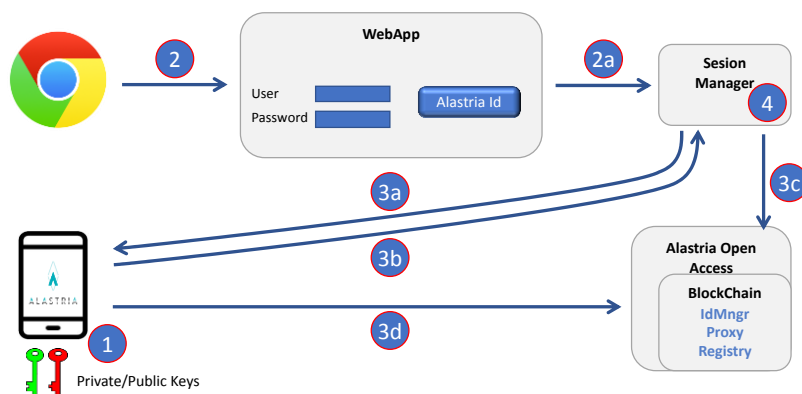 WebApp
2
2a
Sesion
Manager
4
User
Password
Alastria Id
3a
3c
3b
Alastria Open
Access
BlockChain
IdMngr
Proxy
Registry
ALASTRIA
3d
1
Private/Public Keys